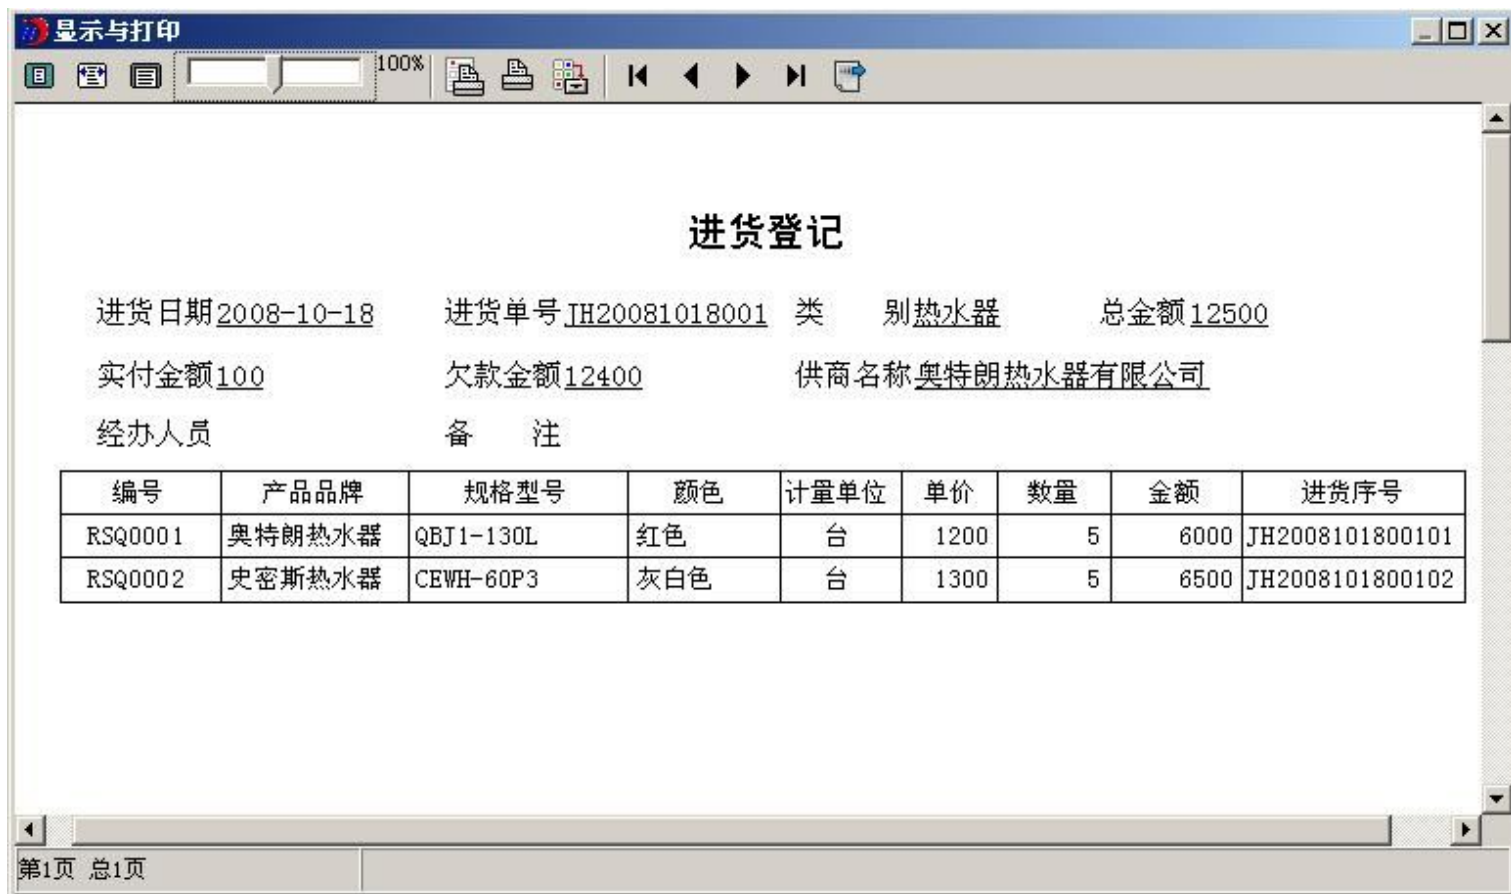 显示与打印
100%
进货登记
进货日期2008-10-18 进货单号JH20081018001 类 别热水器 总金额12500
实付金额100 欠款金额12400 供商名称奥特朗热水器有限公司
经办人员 备 注
编号 产品品牌 规格型号 颜色 计量单位 单价 数量 金额 进货序号
RSQ0001 奥特朗热水器 QBJ1-130L 红色 台 1200 5 6000 JH2008101800101
RSQ0002 史密斯热水器 CEWH-60P3 灰白色 台 1300 5 6500 JH2008101800102
第1页 总1页